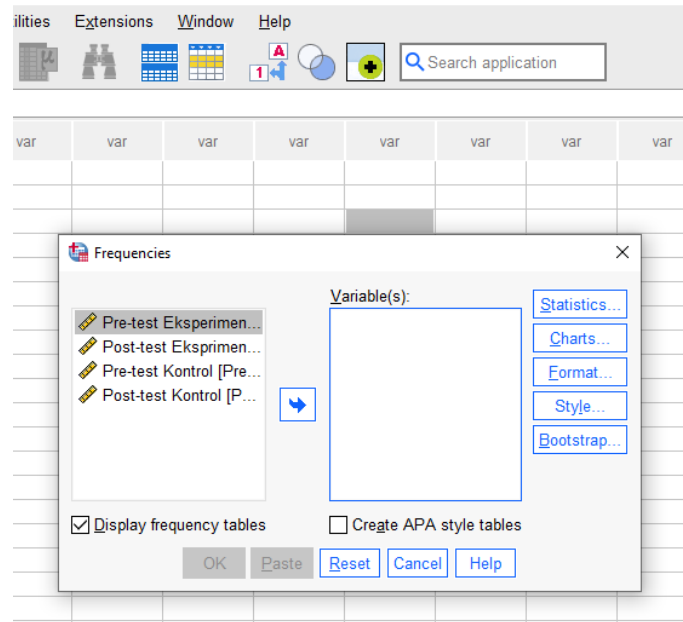 ilities Extensions Window Help
Search application
var var var var var var var var
Frequencies
Variable(s):
Pre-test Eksperimen...
Post-test Eksprimen...
Pre-test Kontrol [Pre...
Post-test Kontrol [P...
Statistics...
Charts...
Format...
Style...
Bootstrap...
Display frequency tables Create APA style tables
OK Paste Reset Cancel Help